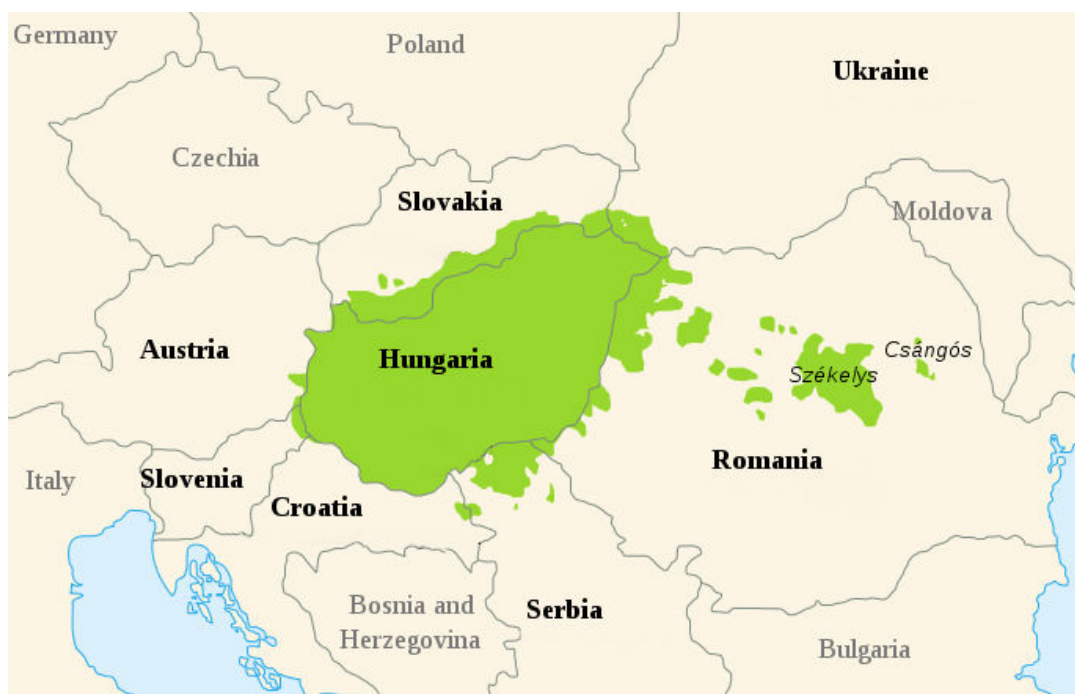 Germany
Poland
Ukraine
Czechia
Slovakia
Moldova
Austria
Hungaria
Csángós
Székelys
Romania
Italy
Slovenia
Croatia
Bosnia and
Herzegovina
Serbia
Bulgaria